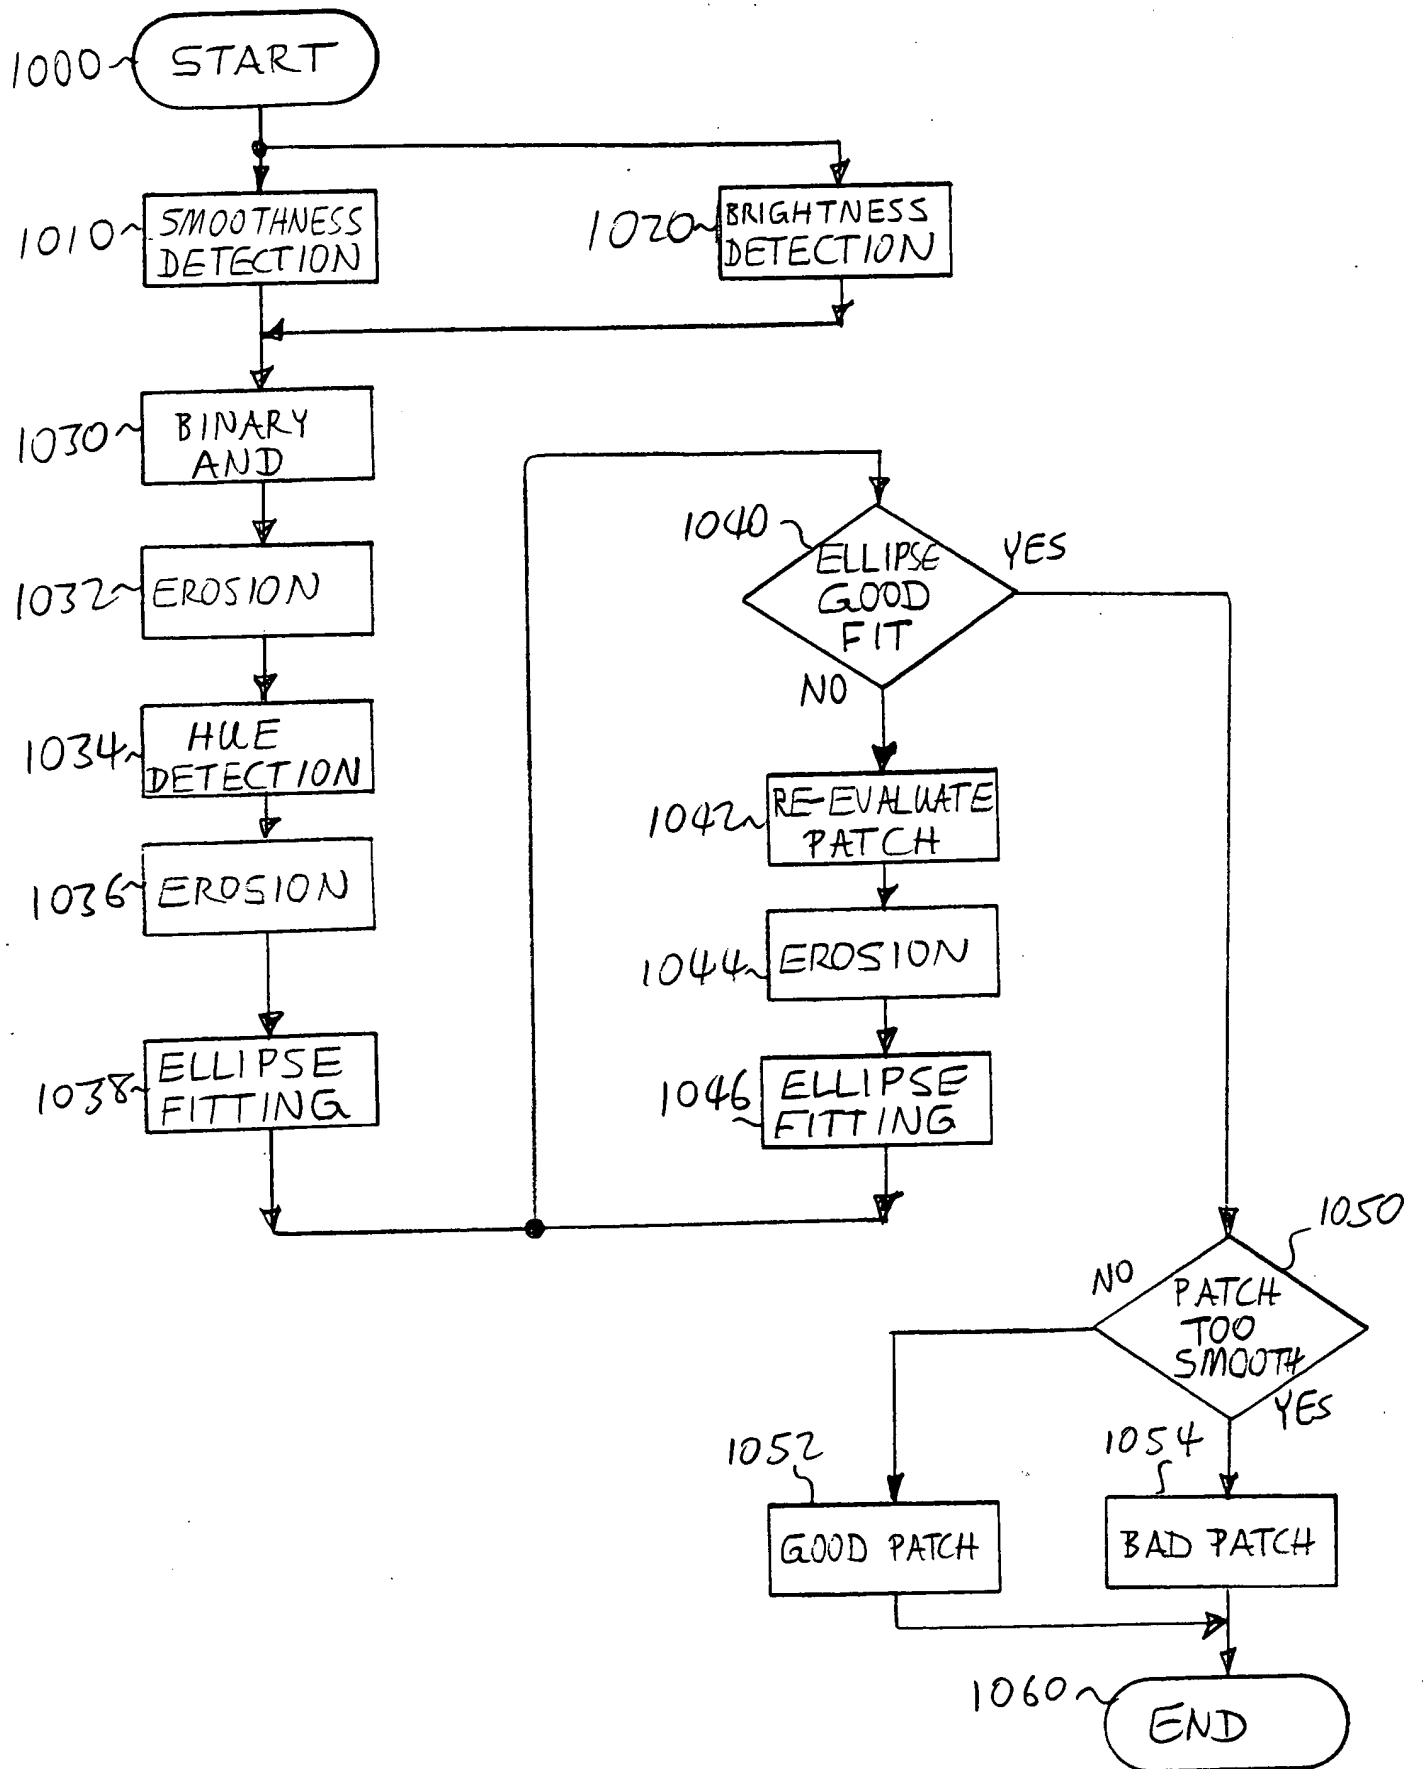 1000
START
1010
SMOOTHNESS
DETECTION
1020
BRIGHTNESS
DETECTION
1030
BINARY
AND
1032
EROSION
1034
HUE
DETECTION
1036
EROSION
1038
ELLIPSE
FITTING
1040
ELLIPSE
GOOD
FIT
YES
NO
1042
RE-EVALUATE
PATCH
1044
EROSION
1046
ELLIPSE
FITTING
1050
PATCH
TOO
SMOOTH
NO
YES
1052
GOOD PATCH
1054
BAD PATCH
1060
END